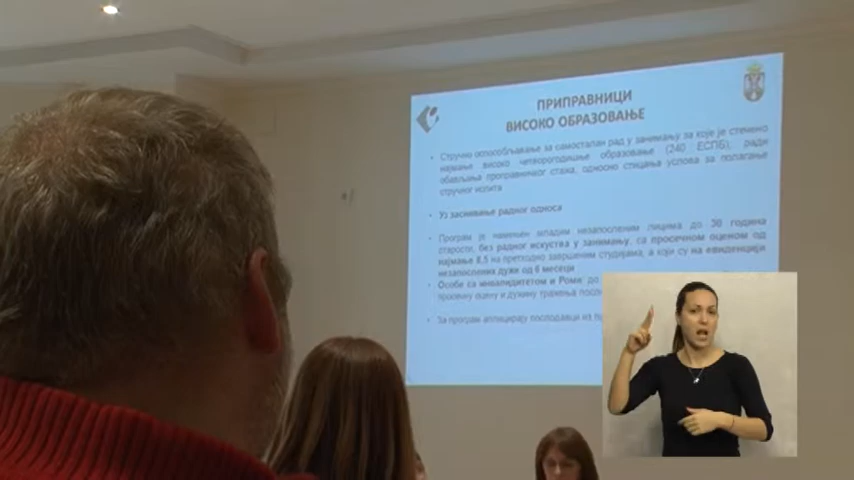 ПРИПРАВНИЦИ
ВИСОКО ОБРАЗОВАЊЕ
• Стручно оспособљавање за самосталан рад у занимању за које је стечено
најмање високо четворогодишње образовање (240 ЕСПБ), ради
обављања приправничког стажа, односно стицања услова за полагање
стручног испита
• Уз заснивање радног односа
• Програм је намењен младим незапосленим лицима до 30 година
старости, без радног искуства у занимању, са просечном оценом од
најмање 8,5 на претходно завршеним студијама, а који су на евиденцији
незапослених дуже од 6 месеци
• Особе са инвалидитетом и Роми до
просечну оцену и дужину тражења
• За програм аплицирају послодавци из